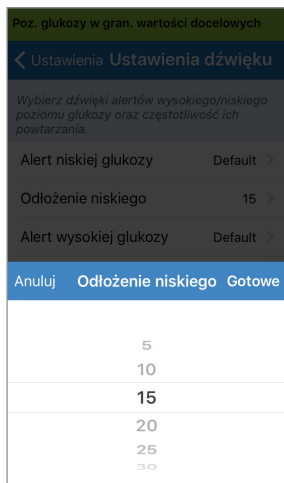 Poz. glukozy w gran. wartości docelowych
Ustawienia Ustawienia dźwięku
Wybierz dźwięki alertów wysokiego/niskiego
poziomu glukozy oraz częstotliwość ich
powtarzania.
Alert niskiej glukozy Default
Odłożenie niskiego 15
Alert wysokiej glukozy Default
Anuluj Odłożenie niskiego Gotowe
5
10
15
20
25
30